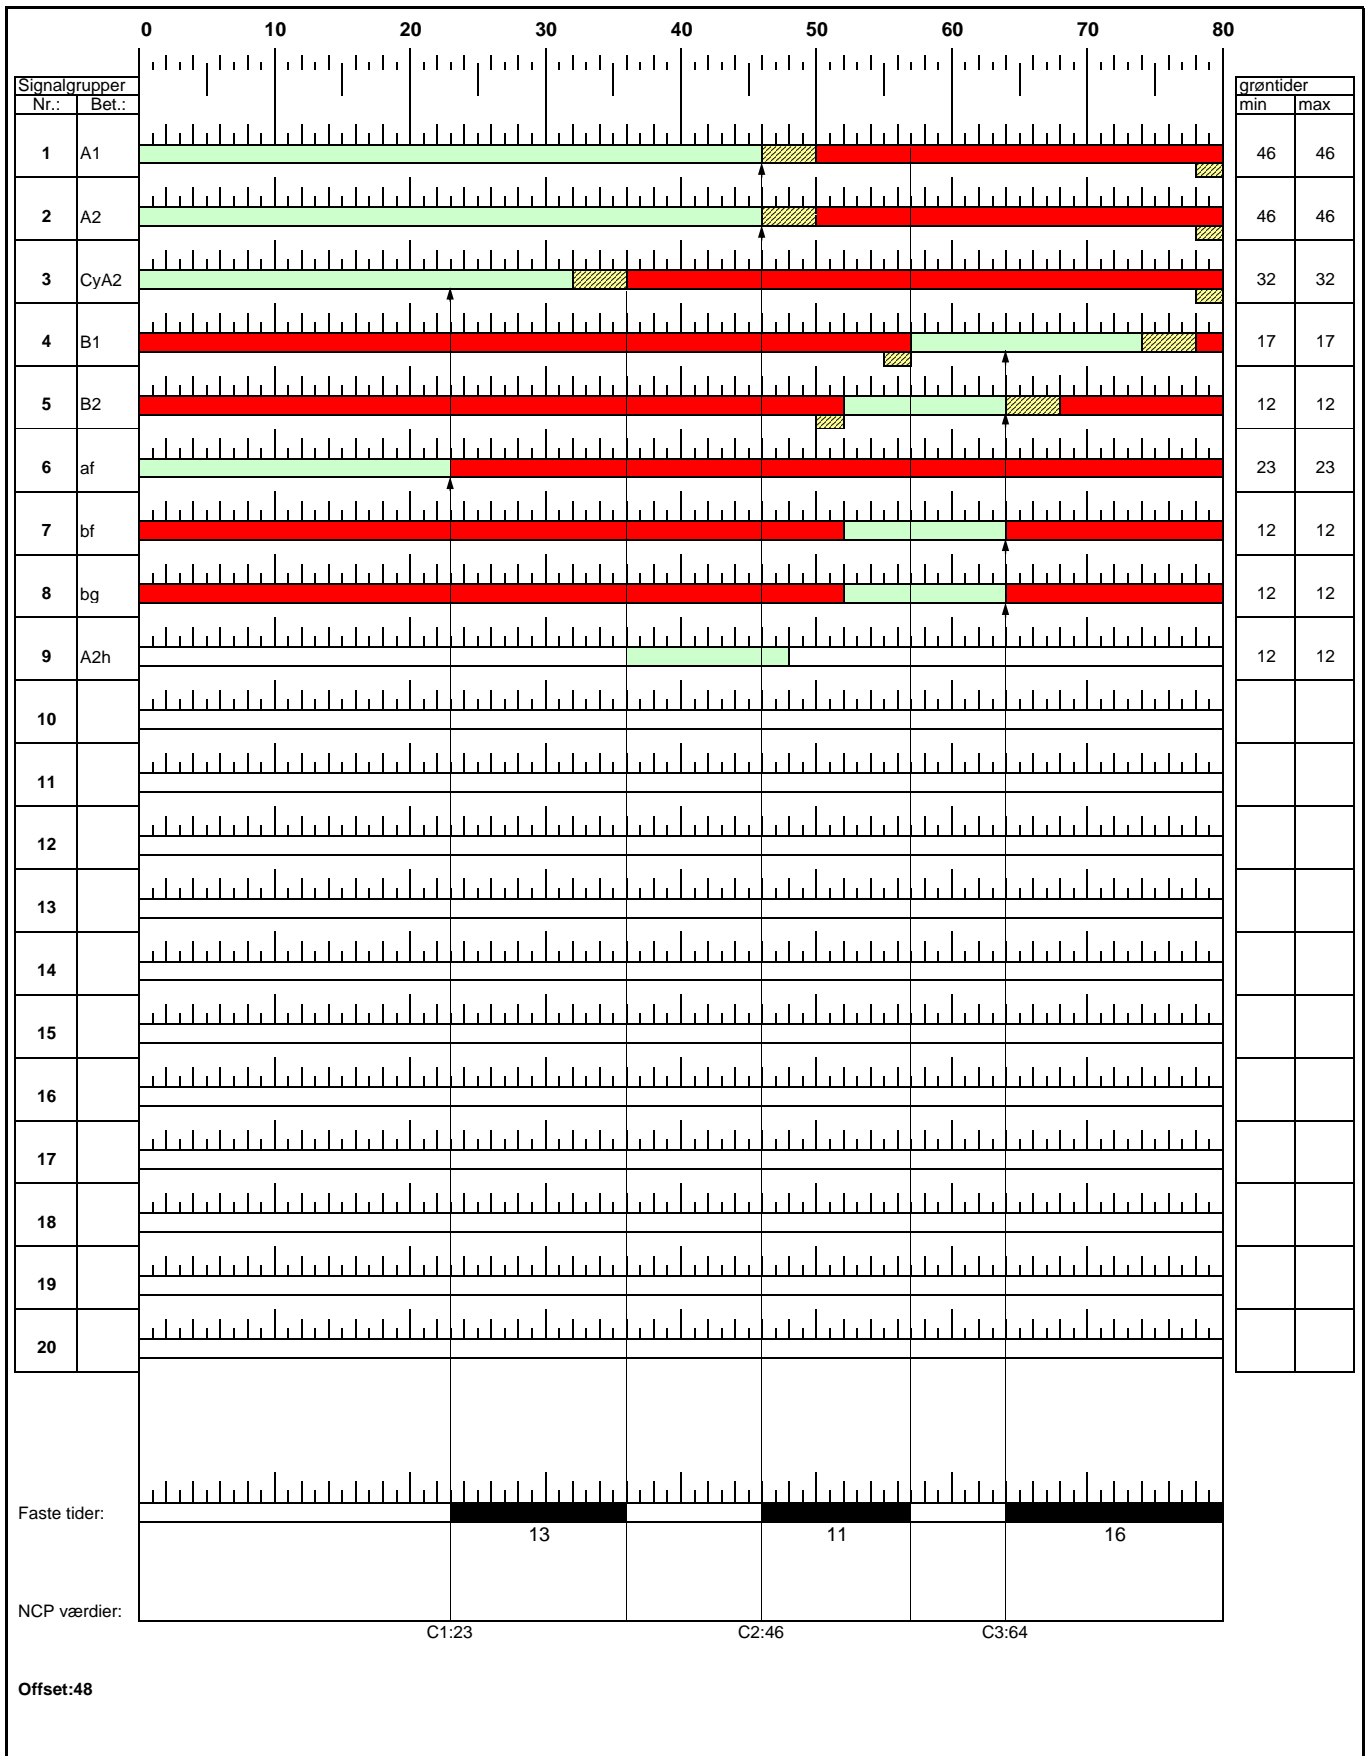 0 10 20 30 40 50 60 70 80
Signalgrupper grøntider
Nr.: Bet.: min max
1 A1 46 46
2 A2 46 46
3 CyA2 32 32
4 B1 17 17
5 B2 12 12
6 af 23 23
7 bf 12 12
8 bg 12 12
9 A2h 12 12
10
11
12
13
14
15
16
17
18
19
20
Faste tider:
13 11 16
NCP værdier:
C1:23 C2:46 C3:64
Offset:48